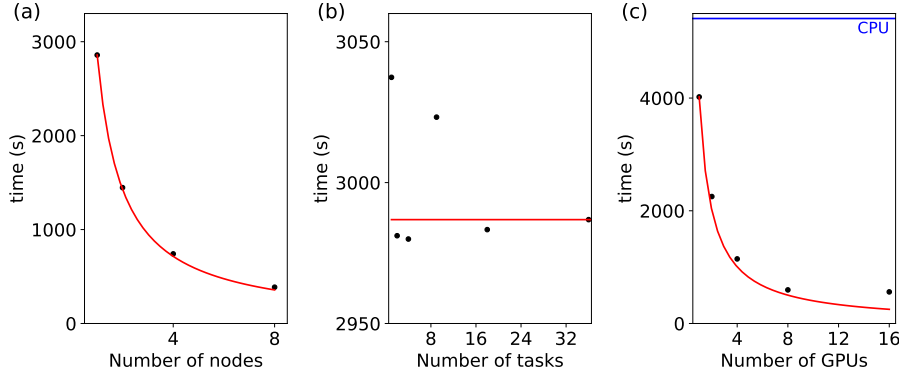 (a)
time (s)
3000
2000
1000
0
4
8
Number of nodes
(b)
time (s)
3050
3000
2950
8
16
24
32
Number of tasks
(c)
time (s)
CPU
4000
2000
0
4
8
12
16
Number of GPUs